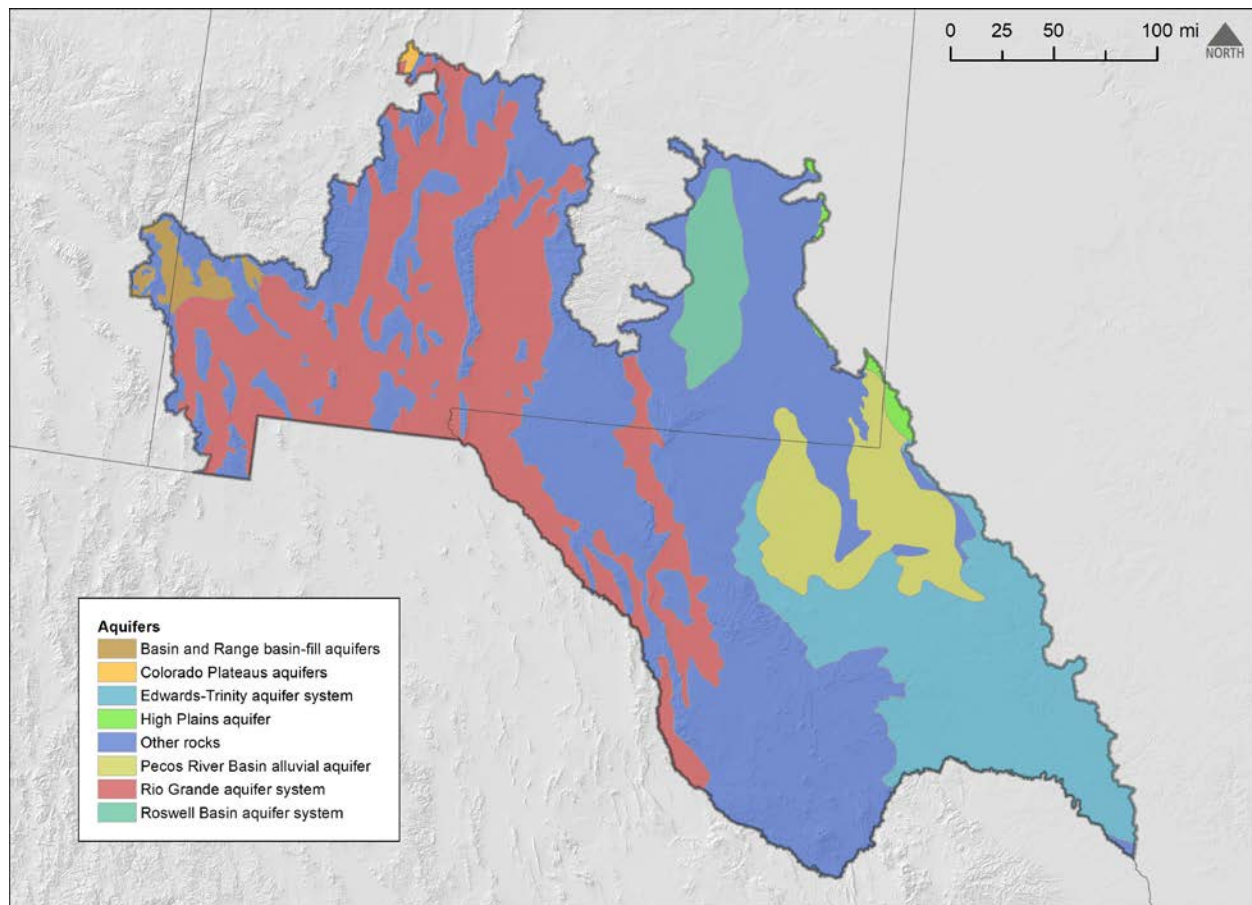 0 25 50 100 mi
NORTH
Aquifers
Basin and Range basin-fill aquifers
Colorado Plateaus aquifers
Edwards-Trinity aquifer system
High Plains aquifer
Other rocks
Pecos River Basin alluvial aquifer
Rio Grande aquifer system
Roswell Basin aquifer system